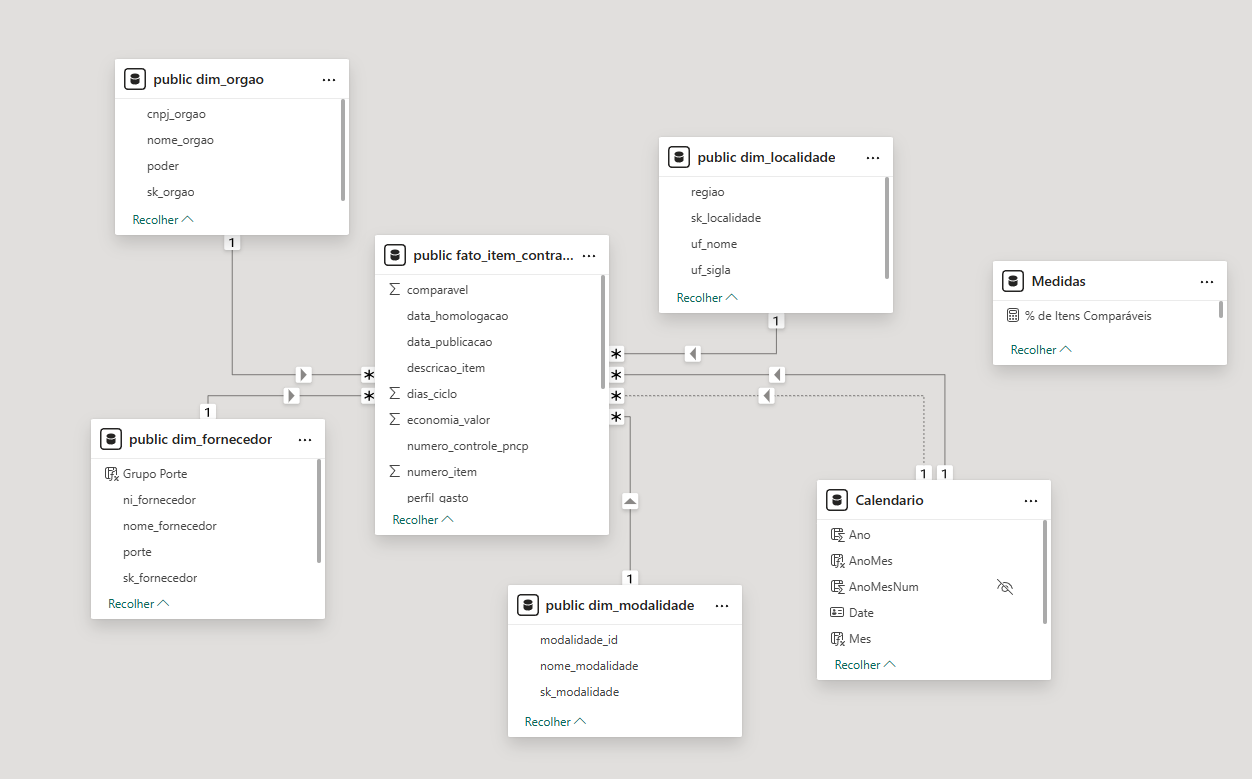 public dim_orgao
cnpj_orgao
nome_orgao
poder
sk_orgao
Recolher
1
public dim_localidade
regiao
sk_localidade
uf_nome
uf_sigla
Recolher
1
public fato_item_contra...
comparavel
data_homologacao
data_publicacao
descricao_item
dias_ciclo
economia_valor
numero_controle_pncp
numero_item
perfil_gasto
Recolher
* *
* * * *
Medidas
% de Itens Comparáveis
Recolher
1
public dim_fornecedor
Grupo Porte
ni_fornecedor
nome_fornecedor
porte
sk_fornecedor
Recolher
1 1
Calendario
Ano
AnoMes
AnoMesNum
Date
Mes
Recolher
1
public dim_modalidade
modalidade_id
nome_modalidade
sk_modalidade
Recolher